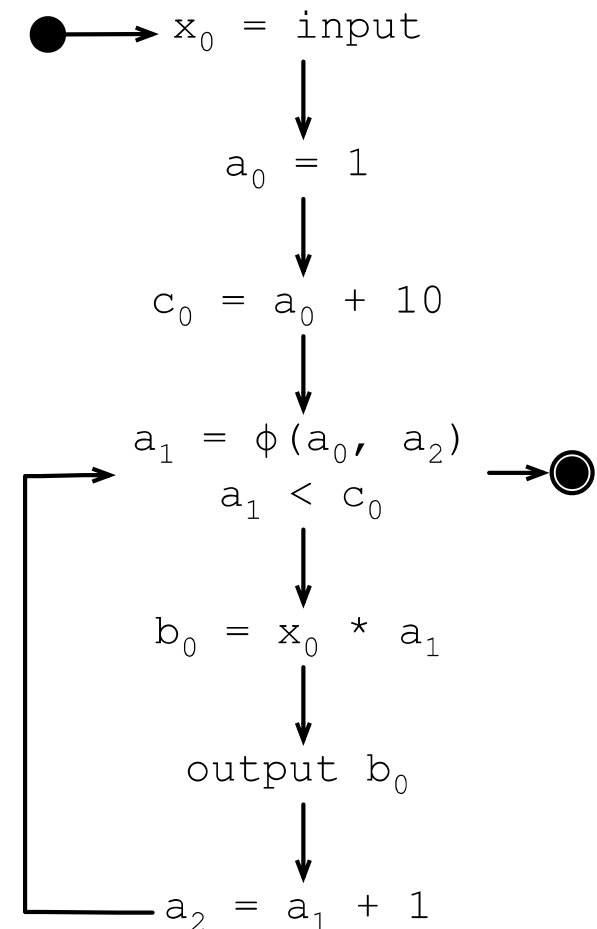 x₀ = input
a₀ = 1
c₀ = a₀ + 10
a₁ = ϕ(a₀, a₂)
a₁ < c₀
b₀ = x₀ * a₁
output b₀
a₂ = a₁ + 1